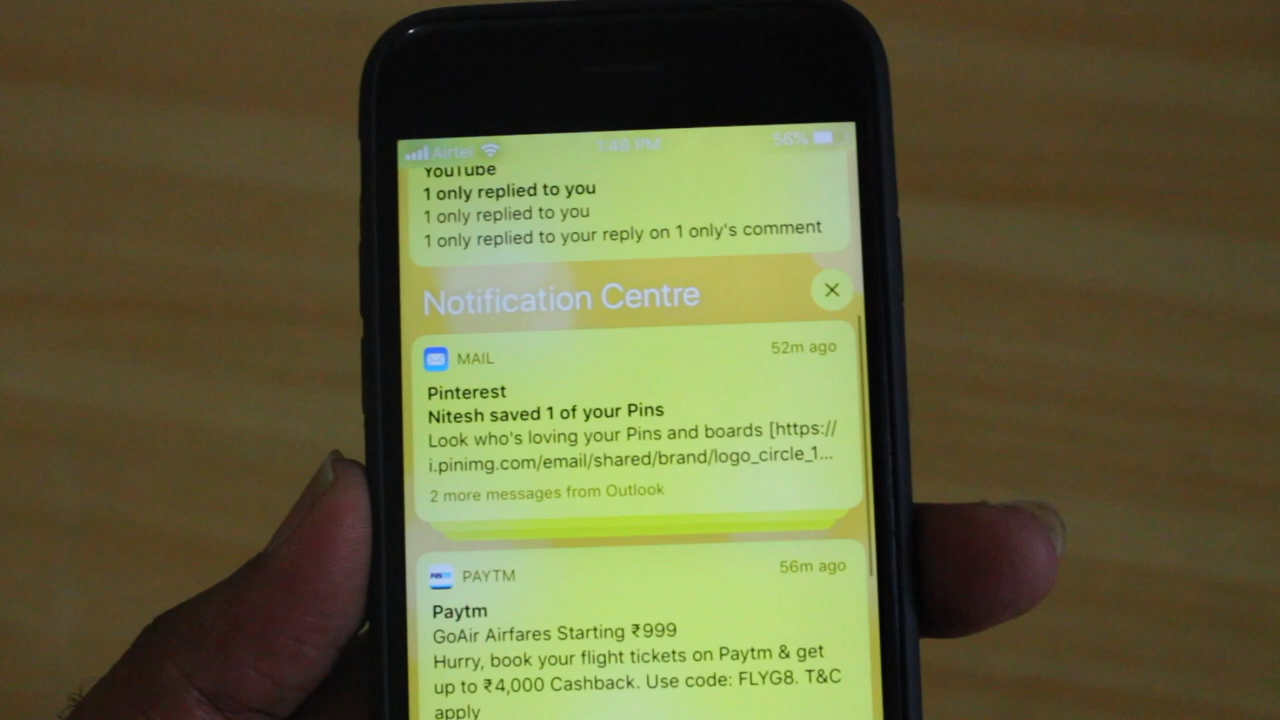 Airtel 1:46 PM 56%
YouTube
1 only replied to you
1 only replied to you
1 only replied to your reply on 1 only's comment
Notification Centre
MAIL 52m ago
Pinterest
Nitesh saved 1 of your Pins
Look who's loving your Pins and boards [https://
i.pinimg.com/email/shared/brand/logo_circle_1...
2 more messages from Outlook
PAYTM 56m ago
Paytm
GoAir Airfares Starting ₹999
Hurry, book your flight tickets on Paytm & get
up to ₹4,000 Cashback. Use code: FLYG8. T&C
apply